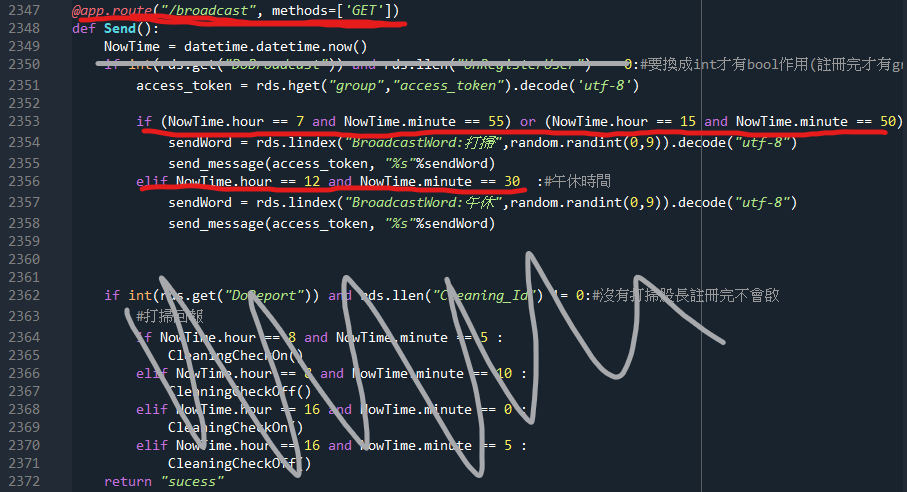 2347 @app.route("/broadcast", methods=['GET'])
2348 def Send():
2349 NowTime = datetime.datetime.now()
2350 if int(rds.get("DoBroadcast")) and rds.llen("UnRegisterUser") 0:#要換成int才有bool作用(註冊完才有gr
2351 access_token = rds.hget("group","access_token").decode('utf-8')
2352
2353 if (NowTime.hour == 7 and NowTime.minute == 55) or (NowTime.hour == 15 and NowTime.minute == 50)
2354 sendWord = rds.lindex("BroadcastWord:打掃",random.randint(0,9)).decode("utf-8")
2355 send_message(access_token, "%s"%sendWord)
2356 elif NowTime.hour == 12 and NowTime.minute == 30 :#午休時間
2357 sendWord = rds.lindex("BroadcastWord:午休",random.randint(0,9)).decode("utf-8")
2358 send_message(access_token, "%s"%sendWord)
2359
2360
2361
2362 if int(rds.get("DoReport")) and rds.llen("Cleaning_Id") != 0:#沒有打掃股長註冊完不會啟
2363 #打掃回報
2364 if NowTime.hour == 8 and NowTime.minute == 5 :
2365 CleaningCheckOn()
2366 elif NowTime.hour == 8 and NowTime.minute == 10 :
2367 CleaningCheckOff()
2368 elif NowTime.hour == 16 and NowTime.minute == 0 :
2369 CleaningCheckOn()
2370 elif NowTime.hour == 16 and NowTime.minute == 5 :
2371 CleaningCheckOff()
2372 return "sucess"